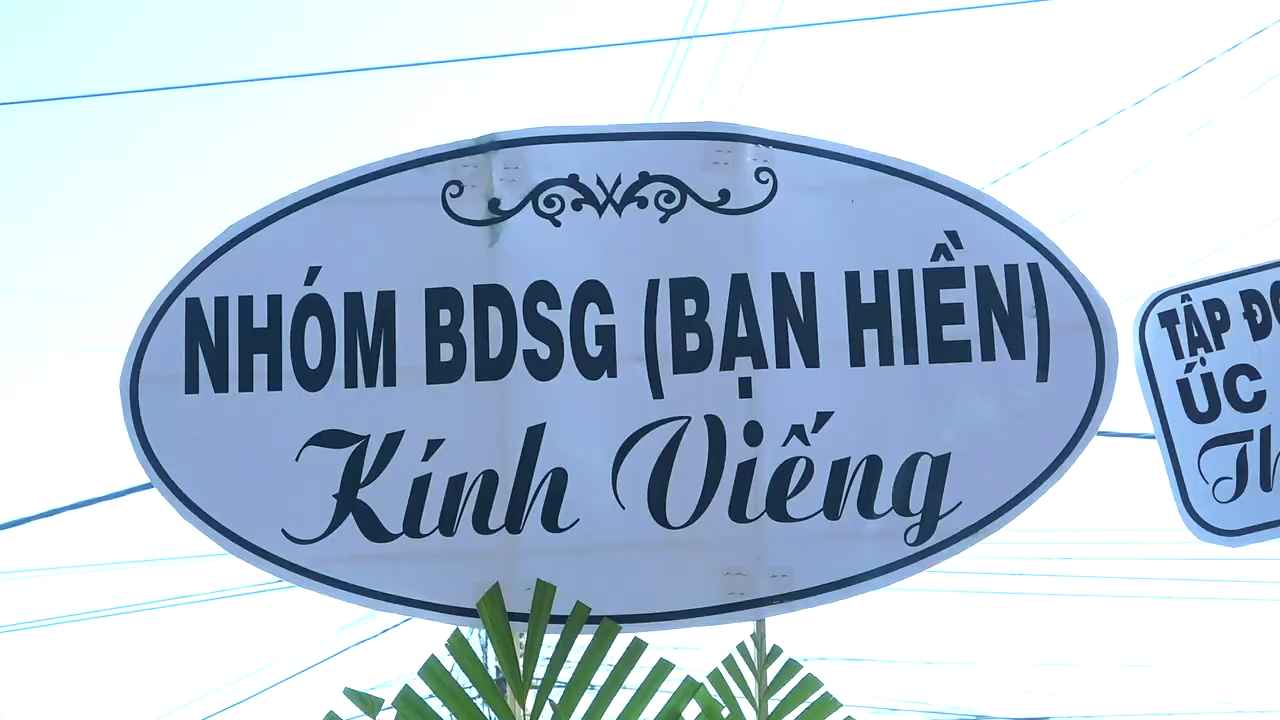 NHÓM BDSG (BẠN HIỀN)
Kính Viếng
TẬP
ÚC